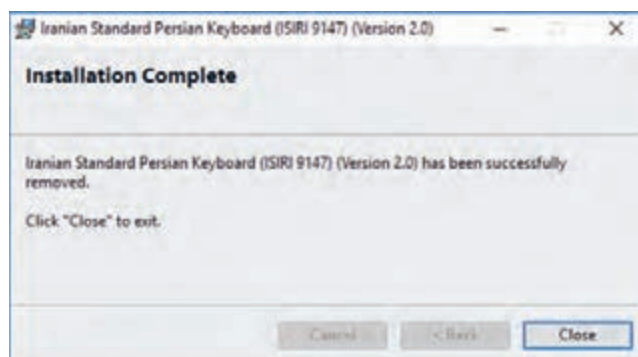 Iranian Standard Persian Keyboard (ISIRI 9147) (Version 2.0)
Installation Complete
Iranian Standard Persian Keyboard (ISIRI 9147) (Version 2.0) has been successfully
removed.
Click "Close" to exit.
Cancel < Back Close